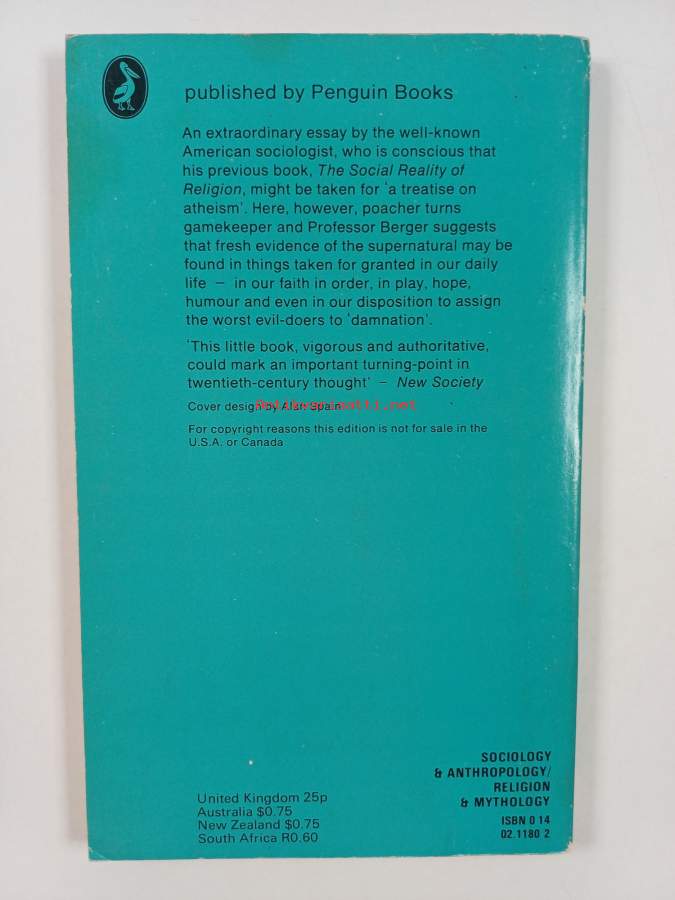 published by Penguin Books
An extraordinary essay by the well-known
American sociologist, who is conscious that
his previous book, The Social Reality of
Religion, might be taken for ‘a treatise on
atheism’. Here, however, poacher turns
gamekeeper and Professor Berger suggests
that fresh evidence of the supernatural may be
found in things taken for granted in our daily
life – in our faith in order, in play, hope,
humour and even in our disposition to assign
the worst evil-doers to ‘damnation’.
‘This little book, vigorous and authoritative,
could mark an important turning-point in
twentieth-century thought’ – New Society
Cover design by Alan Spain
Antikvariaatti.net
For copyright reasons this edition is not for sale in the
U.S.A. or Canada
SOCIOLOGY
& ANTHROPOLOGY/
RELIGION
& MYTHOLOGY
United Kingdom 25p
Australia $0.75
New Zealand $0.75
South Africa R0.60
ISBN 0 14
02.1180 2